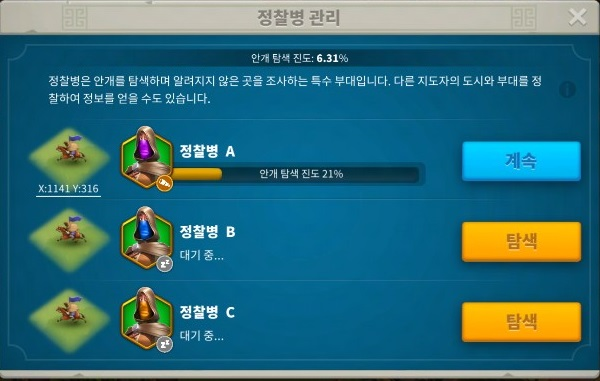 정찰병 관리
안개 탐색 진도: 6.31%
정찰병은 안개를 탐색하며 알려지지 않은 곳을 조사하는 특수 부대입니다. 다른 지도자의 도시와 부대를 정
찰하여 정보를 얻을 수도 있습니다.
정찰병 A
안개 탐색 진도 21%
계속
X:1141 Y:316
정찰병 B
대기 중...
탐색
정찰병 C
대기 중...
탐색